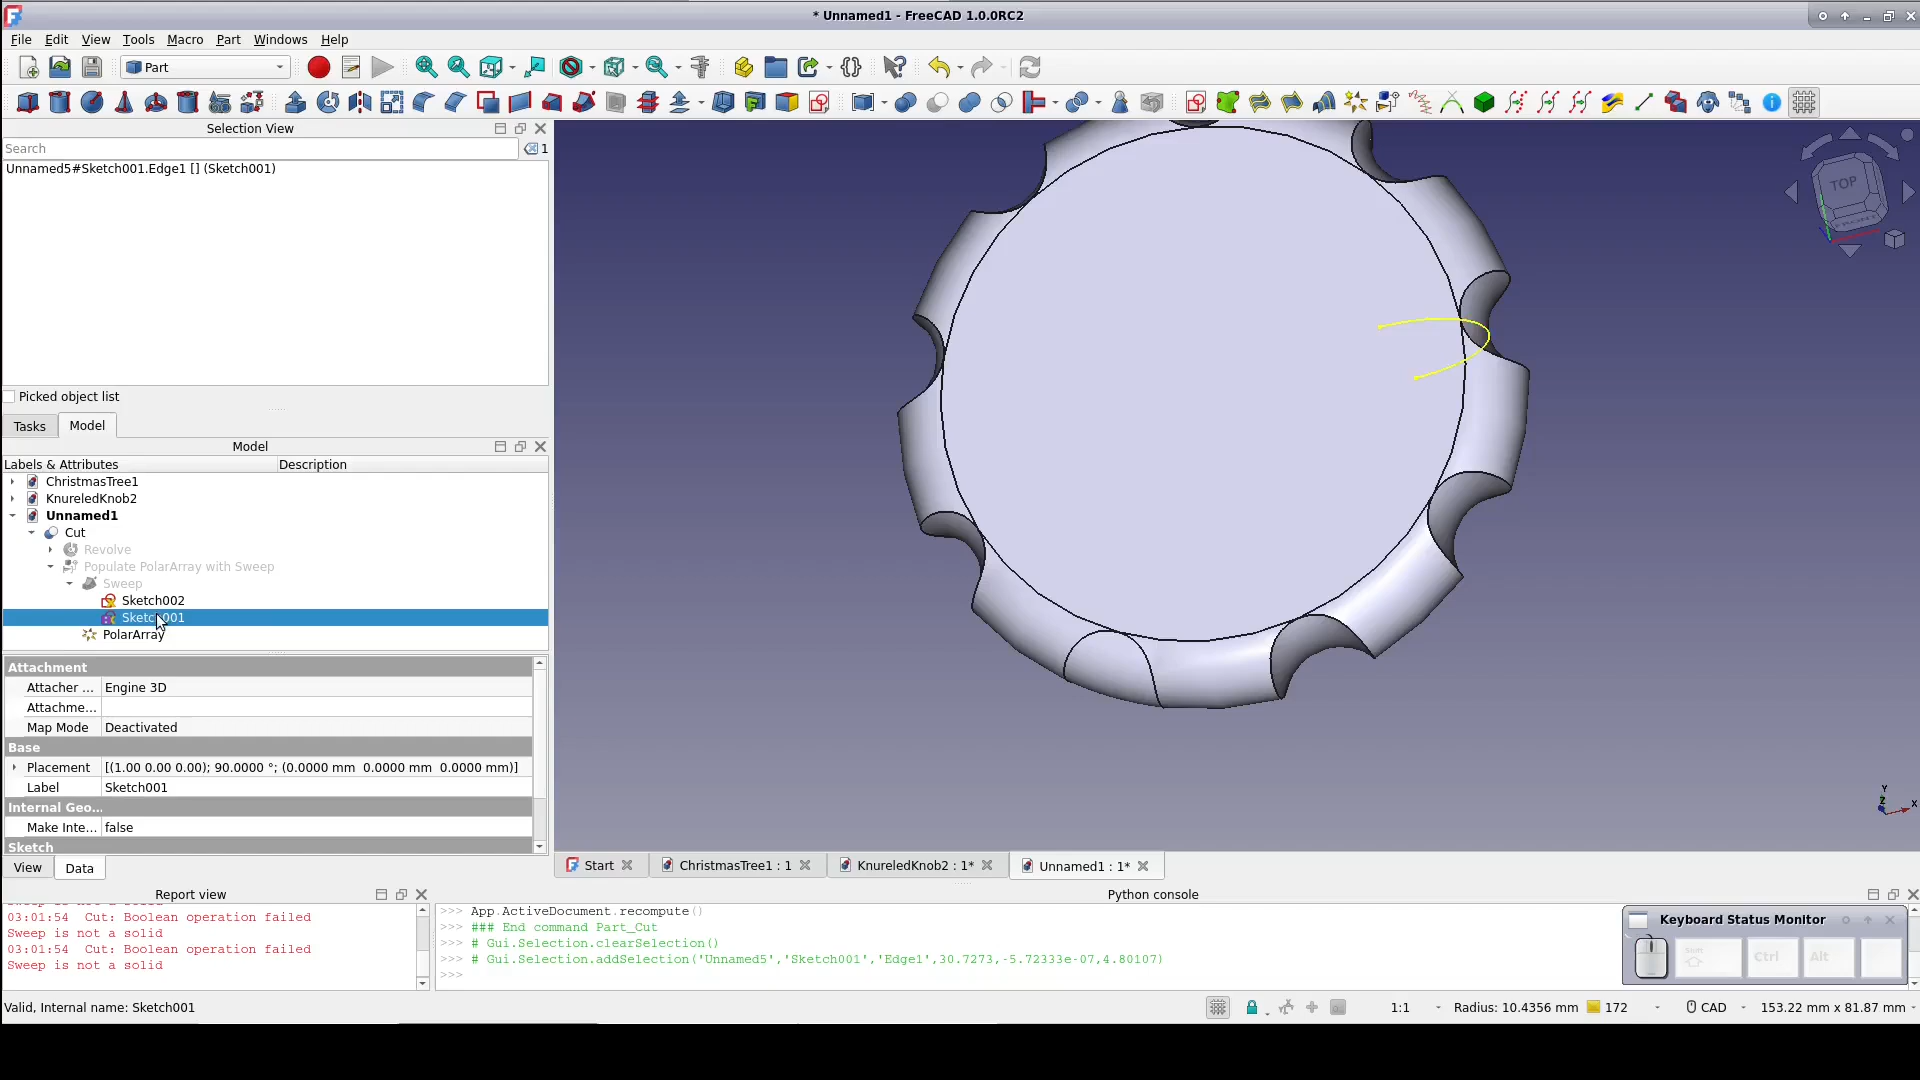 * Unnamed1 - FreeCAD 1.0.0RC2
File Edit View Tools Macro Part Windows Help
Part
Selection View
Search
1
Unnamed5#Sketch001.Edge1 [] (Sketch001)
Picked object list
Tasks Model
Model
Labels & Attributes Description
ChristmasTree1
KnureledKnob2
Unnamed1
Cut
Revolve
Populate PolarArray with Sweep
Sweep
Sketch002
Sketch001
PolarArray
Attachment
Attacher ... Engine 3D
Attachme...
Map Mode Deactivated
Base
Placement [(1.00 0.00 0.00); 90.0000 °; (0.0000 mm 0.0000 mm 0.0000 mm)]
Label Sketch001
Internal Geo...
Make Inte... false
Sketch
View Data
TOP
FRONT
Y
Z
X
Start ChristmasTree1 : 1 KnureledKnob2 : 1* Unnamed1 : 1*
Report view
Sweep is not a solid
03:01:54 Cut: Boolean operation failed
Sweep is not a solid
03:01:54 Cut: Boolean operation failed
Sweep is not a solid
Python console
>>> App.ActiveDocument.recompute()
>>> ### End command Part_Cut
>>> # Gui.Selection.clearSelection()
>>> # Gui.Selection.addSelection('Unnamed5','Sketch001','Edge1',30.7273,-5.72333e-07,4.80107)
>>>
Keyboard Status Monitor
Shift Ctrl Alt
Valid, Internal name: Sketch001
1:1 Radius: 10.4356 mm 172 CAD 153.22 mm x 81.87 mm